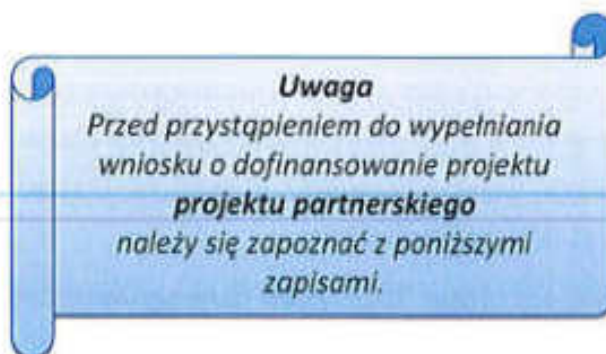 Uwaga
Przed przystąpieniem do wypełniania
wniosku o dofinansowanie projektu
projektu partnerskiego
należy się zapoznać z poniższymi
zapisami.